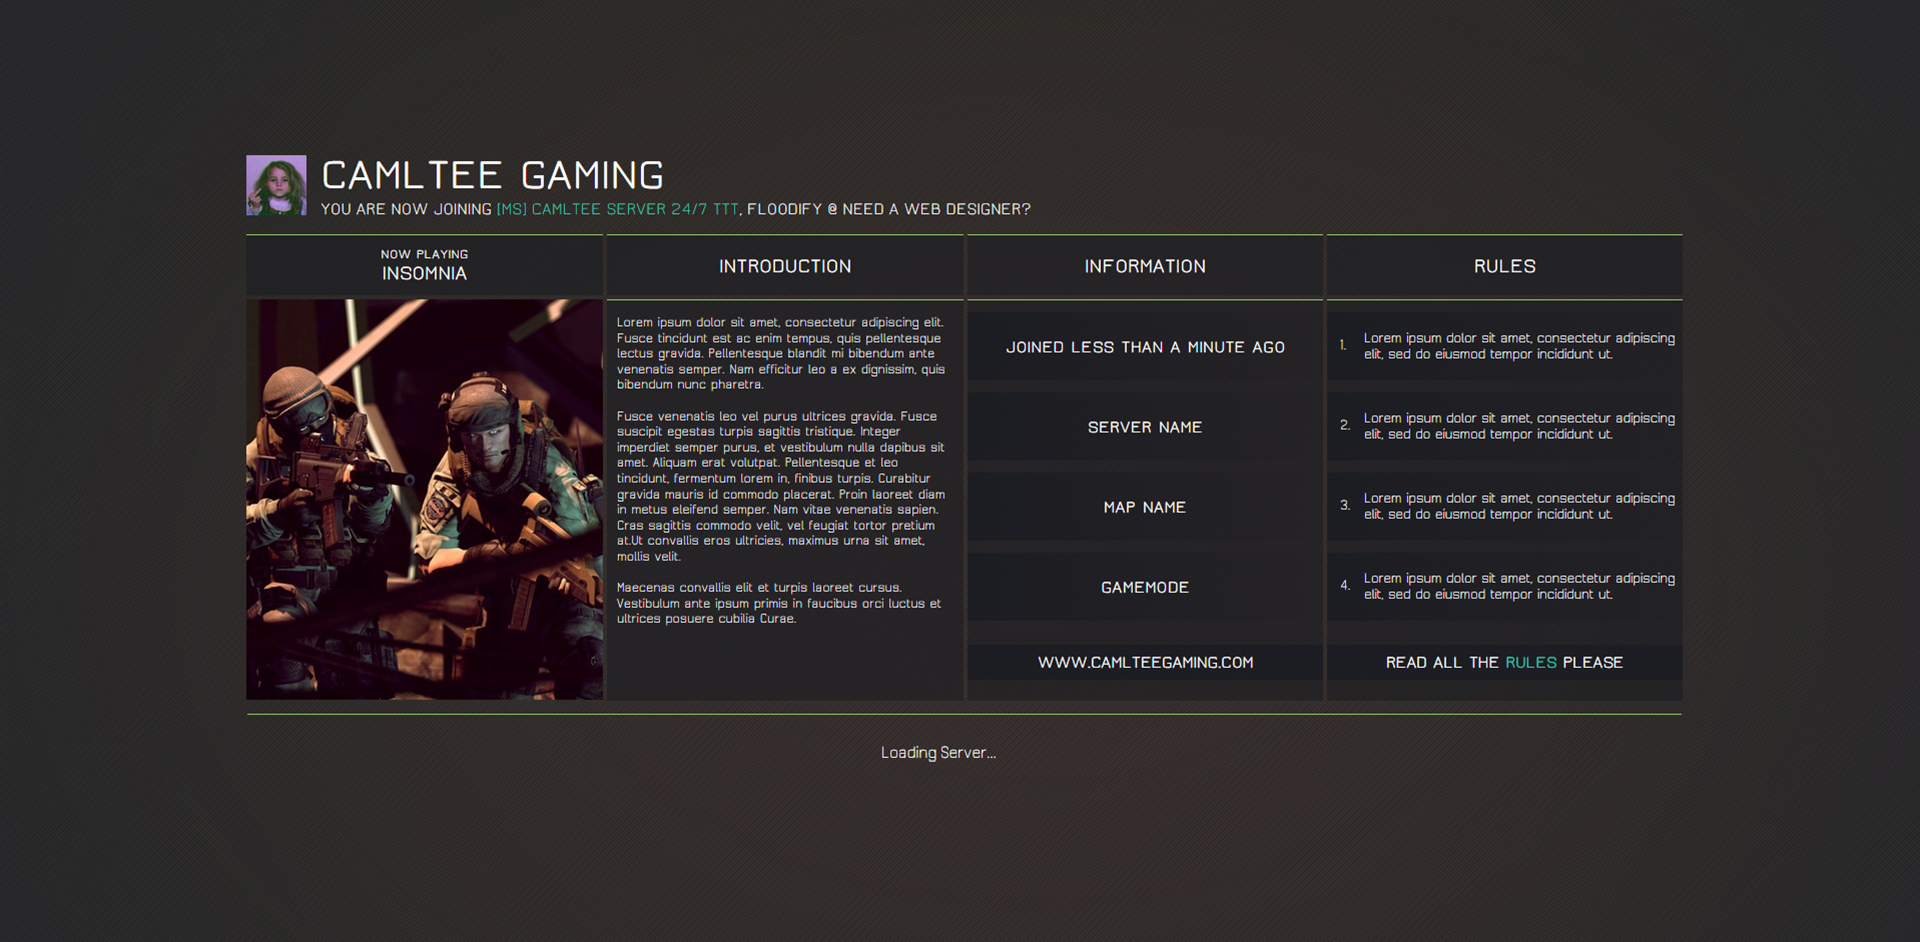 CAMLTEE GAMING
YOU ARE NOW JOINING [MS] CAMLTEE SERVER 24/7 TTT, FLOODIFY @ NEED A WEB DESIGNER?
NOW PLAYING
INSOMNIA
INTRODUCTION
Lorem ipsum dolor sit amet, consectetur adipiscing elit.
Fusce tincidunt est ac enim tempus, quis pellentesque
lectus gravida. Pellentesque blandit mi bibendum ante
venenatis semper. Nam efficitur leo a ex dignissim, quis
bibendum nunc pharetra.
Fusce venenatis leo vel purus ultrices gravida. Fusce
suscipit egestas turpis sagittis tristique. Integer
imperdiet semper purus, et vestibulum nulla dapibus sit
amet. Aliquam erat volutpat. Pellentesque et leo
tincidunt, fermentum lorem in, finibus turpis. Curabitur
gravida mauris id commodo placerat. Proin laoreet diam
in metus eleifend semper. Nam vitae venenatis sapien.
Cras sagittis commodo velit, vel feugiat tortor pretium
at.Ut convallis eros ultricies, maximus urna sit amet,
mollis velit.
Maecenas convallis elit et turpis laoreet cursus.
Vestibulum ante ipsum primis in faucibus orci luctus et
ultrices posuere cubilia Curae.
INFORMATION
JOINED LESS THAN A MINUTE AGO
SERVER NAME
MAP NAME
GAMEMODE
WWW.CAMLTEEGAMING.COM
RULES
1. Lorem ipsum dolor sit amet, consectetur adipiscing
elit, sed do eiusmod tempor incididunt ut.
2. Lorem ipsum dolor sit amet, consectetur adipiscing
elit, sed do eiusmod tempor incididunt ut.
3. Lorem ipsum dolor sit amet, consectetur adipiscing
elit, sed do eiusmod tempor incididunt ut.
4. Lorem ipsum dolor sit amet, consectetur adipiscing
elit, sed do eiusmod tempor incididunt ut.
READ ALL THE RULES PLEASE
Loading Server...